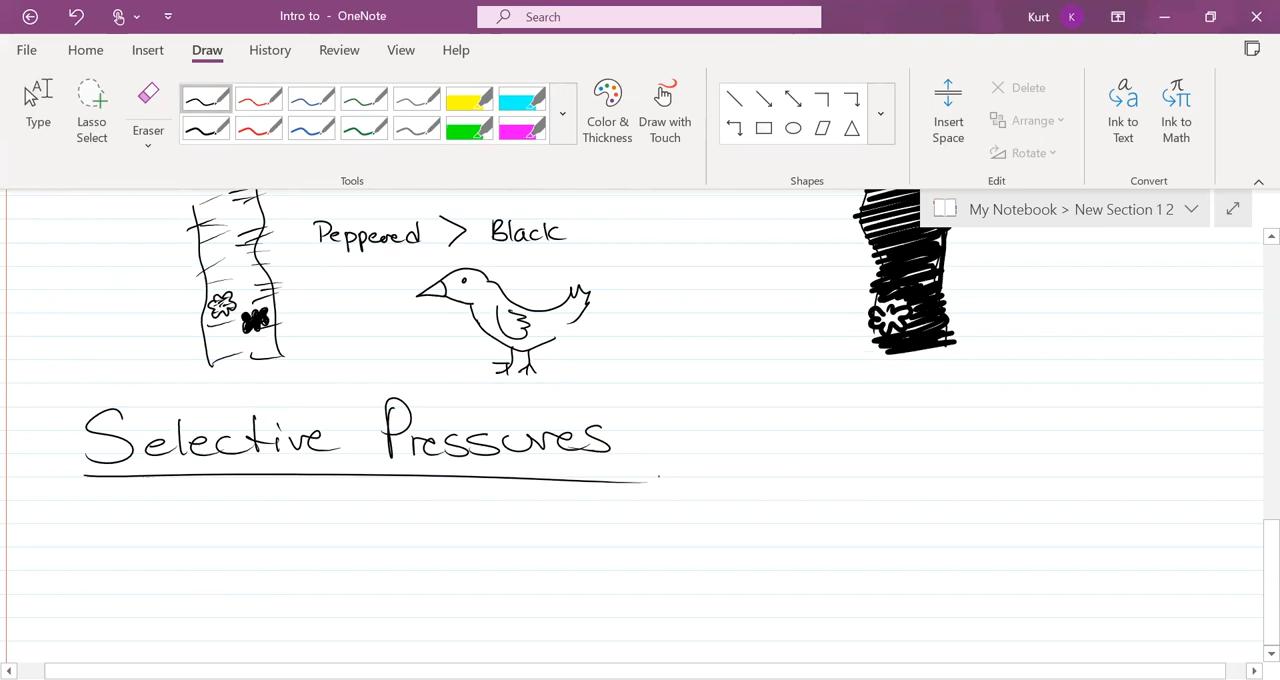 Intro to - OneNote
Search
Kurt
K
File Home Insert Draw History Review View Help
Type
Lasso Select
Eraser
Color & Thickness
Draw with Touch
Insert Space
Delete
Arrange
Rotate
Ink to Text
Ink to Math
Tools
Shapes
Edit
Convert
My Notebook > New Section 1 2
Peppered > Black
Selective Pressures